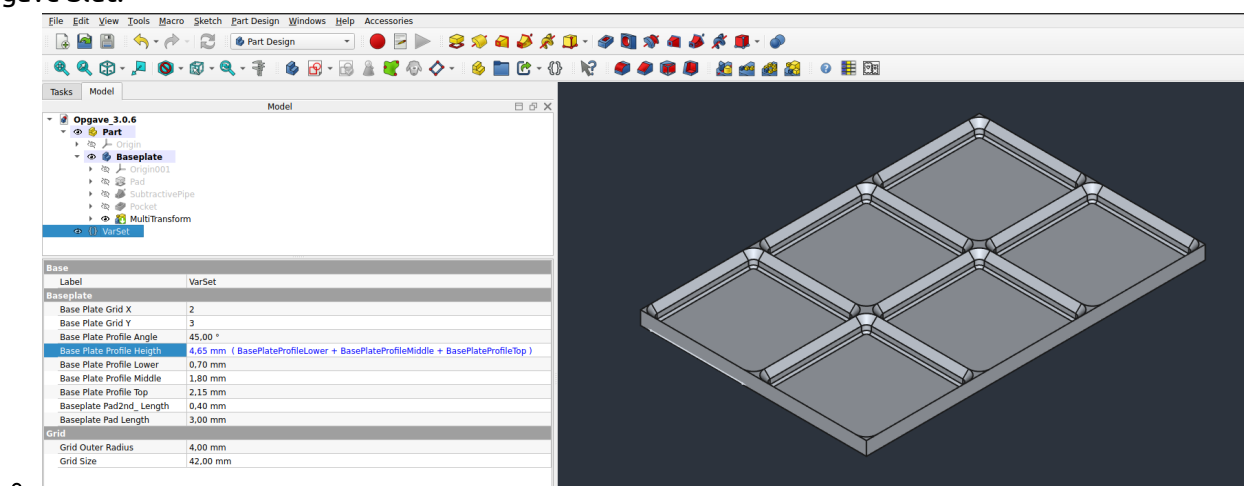 File Edit View Tools Macro Sketch Part Design Windows Help Accessories
Part Design
Tasks Model
Model
Opgave_3.0.6
Part
Origin
Baseplate
Origin001
Pad
SubtractivePipe
Pocket
MultiTransform
VarSet
Base
Label VarSet
Baseplate
Base Plate Grid X 2
Base Plate Grid Y 3
Base Plate Profile Angle 45,00 °
Base Plate Profile Heigth 4,65 mm ( BasePlateProfileLower + BasePlateProfileMiddle + BasePlateProfileTop )
Base Plate Profile Lower 0,70 mm
Base Plate Profile Middle 1,80 mm
Base Plate Profile Top 2,15 mm
Baseplate Pad2nd_ Length 0,40 mm
Baseplate Pad Length 3,00 mm
Grid
Grid Outer Radius 4,00 mm
Grid Size 42,00 mm